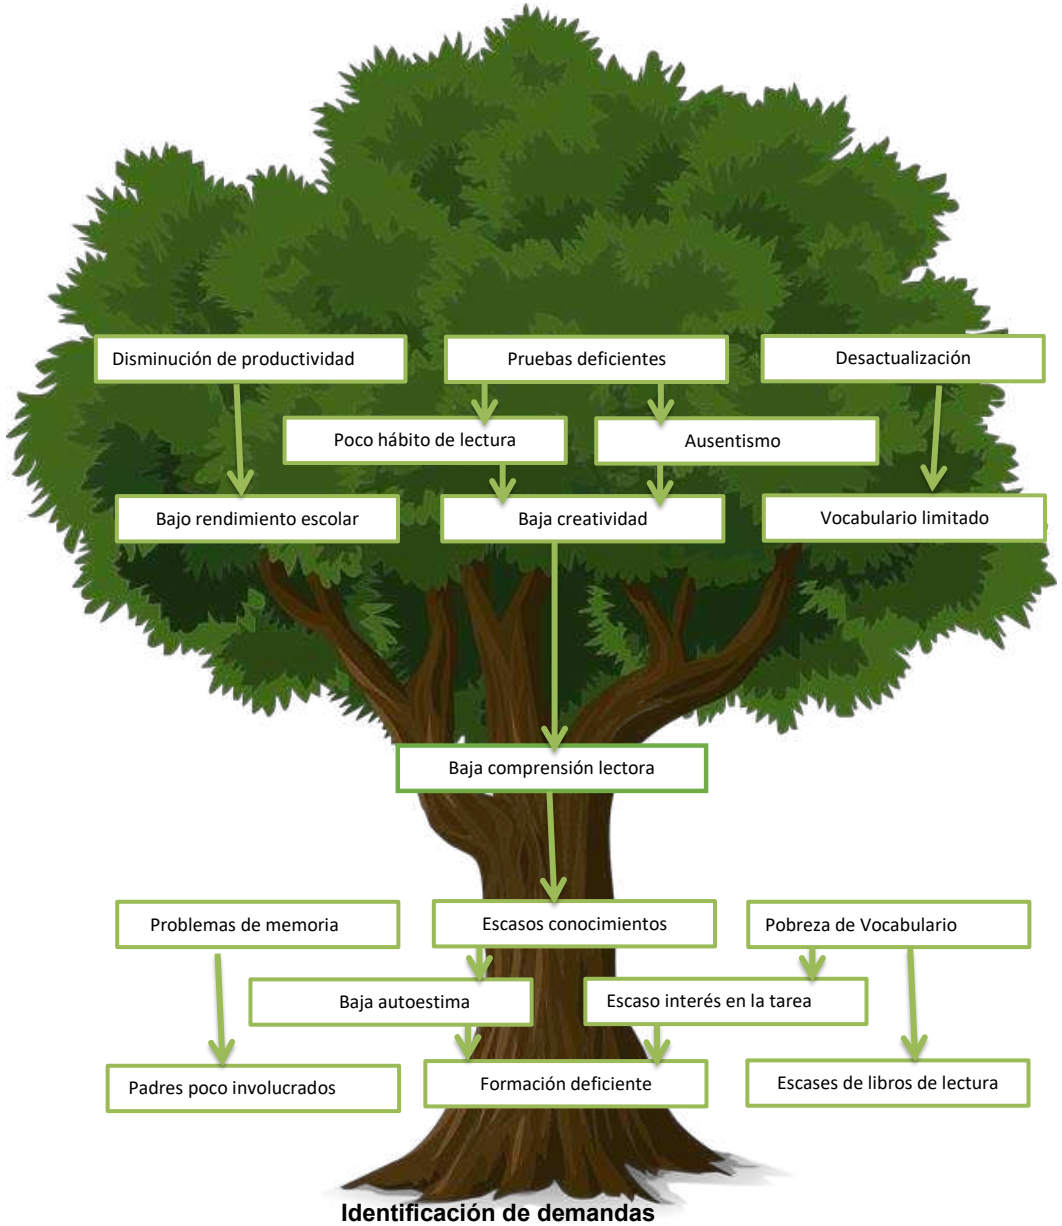 Disminución de productividad
Pruebas deficientes
Desactualización
Poco hábito de lectura
Ausentismo
Bajo rendimiento escolar
Baja creatividad
Vocabulario limitado
Baja comprensión lectora
Problemas de memoria
Escasos conocimientos
Pobreza de Vocabulario
Baja autoestima
Escaso interés en la tarea
Padres poco involucrados
Formación deficiente
Escases de libros de lectura
Identificación de demandas